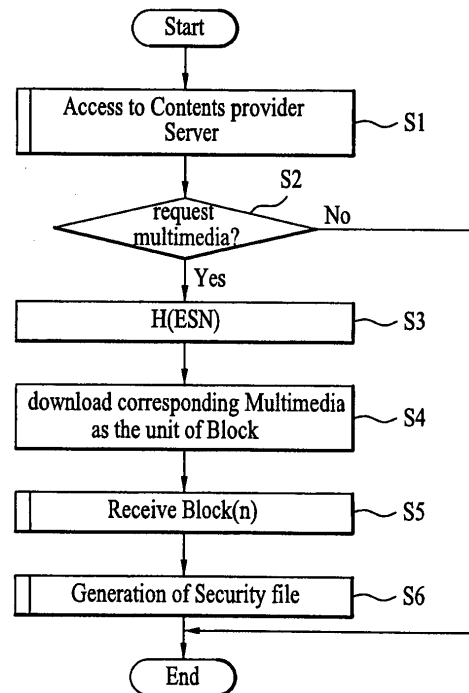 Start
Access to Contents provider
Server
S1
S2
request
multimedia?
No
Yes
H(ESN)
S3
download corresponding Multimedia
as the unit of Block
S4
Receive Block(n)
S5
Generation of Security file
S6
End